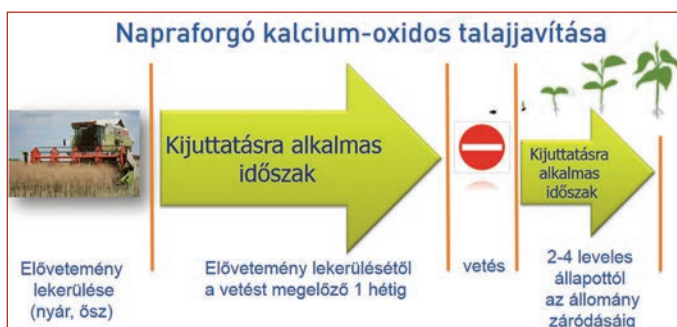 Napraforgó kalcium-oxidos talajjavítása
Kijuttatásra alkalmas
időszak
Kijuttatásra
alkalmas
időszak
Elővetemény
lekerülése
(nyár, ősz)
Elővetemény lekerülésétől
a vetést megelőző 1 hétig
vetés
2-4 leveles
állapottól
az állomány
záródásáig